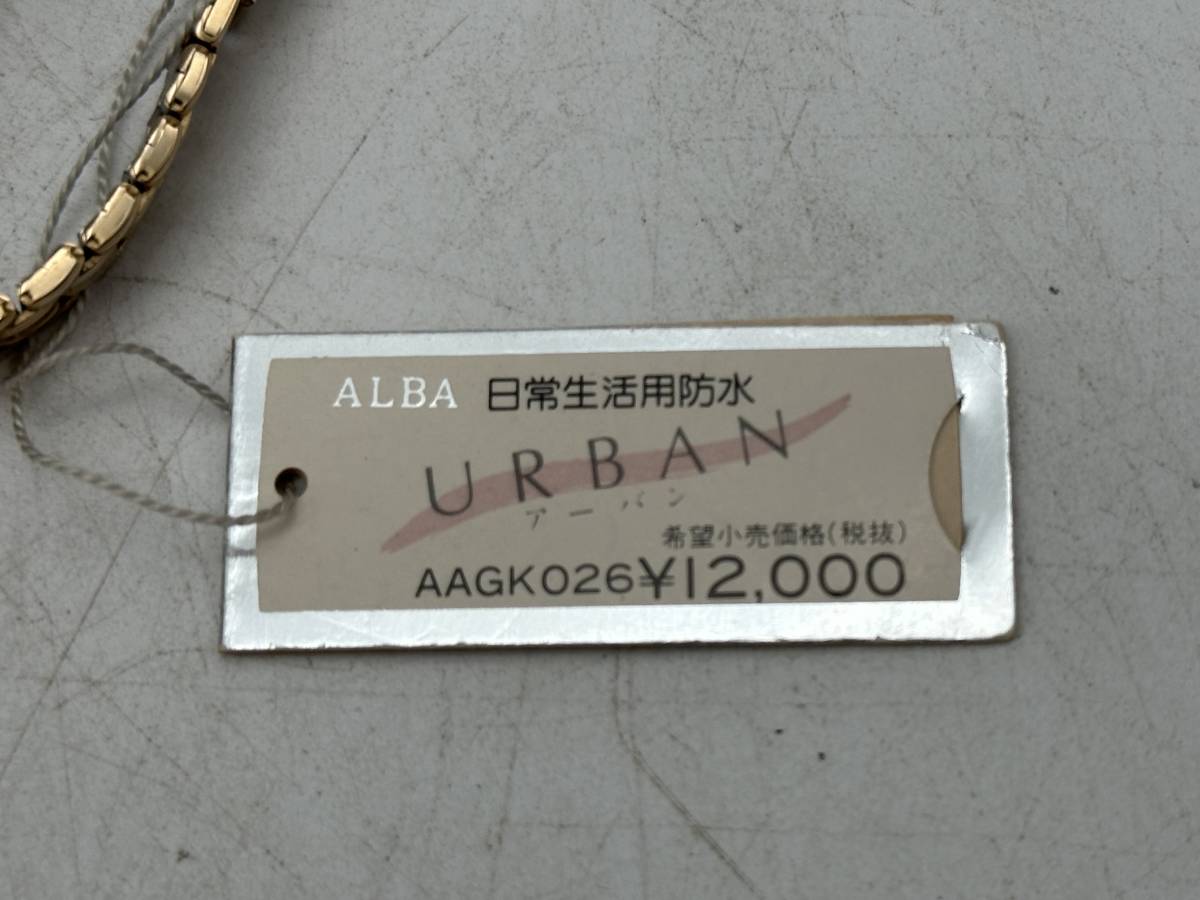 ALBA 日常生活用防水
URBAN
アーバン
希望小売価格(税抜)
AAGK026¥12,000